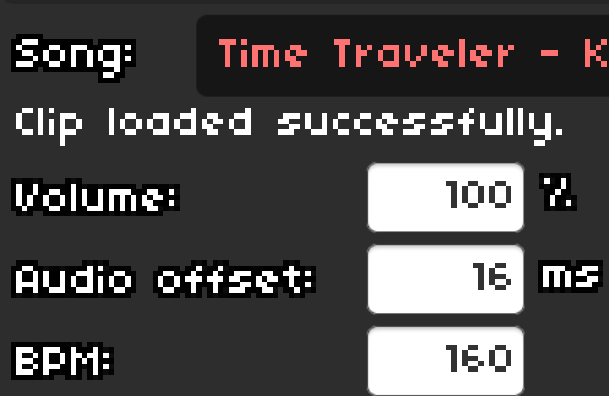 Song: Time Traveler - K
Clip loaded successfully.
Volume: 100 %
Audio offset: 16 ms
BPM: 160